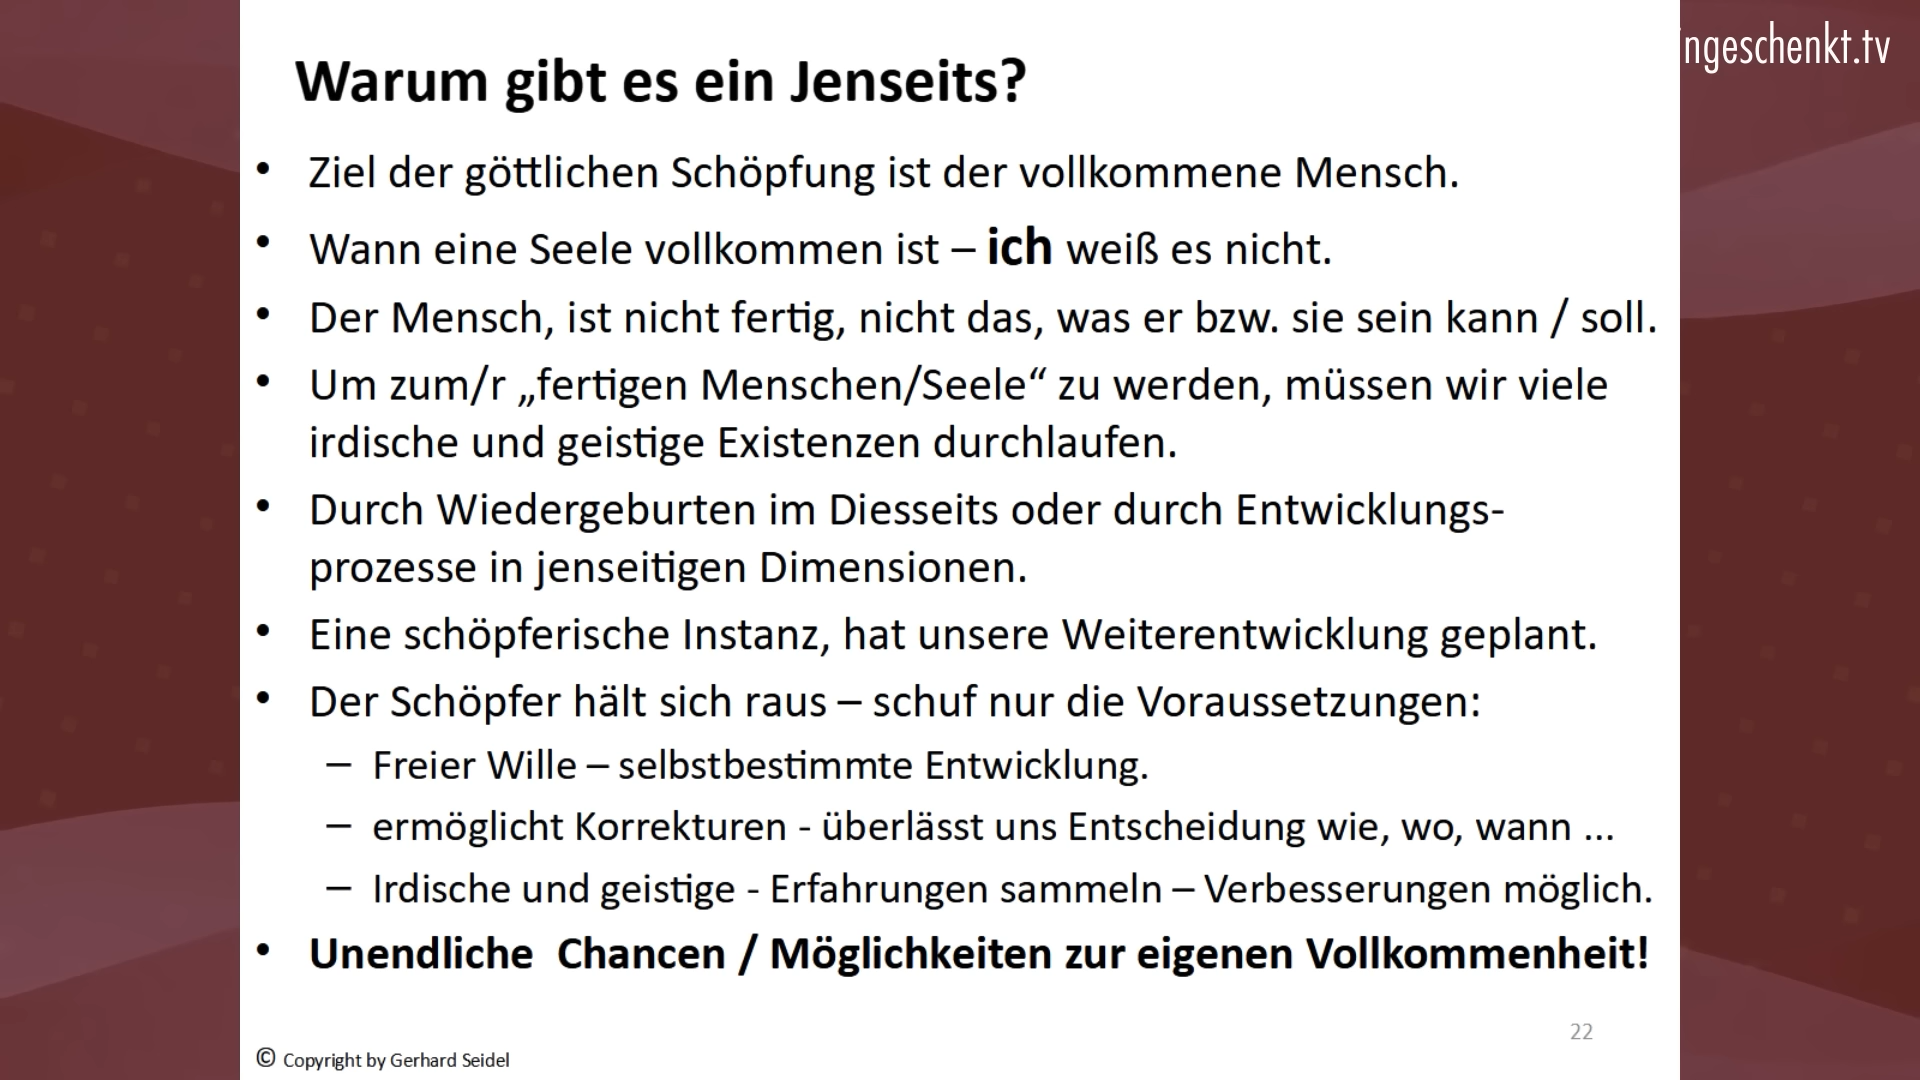 ngeschenkt.tv
Warum gibt es ein Jenseits?
• Ziel der göttlichen Schöpfung ist der vollkommene Mensch.
• Wann eine Seele vollkommen ist – ich weiß es nicht.
• Der Mensch, ist nicht fertig, nicht das, was er bzw. sie sein kann / soll.
• Um zum/r „fertigen Menschen/Seele“ zu werden, müssen wir viele
irdische und geistige Existenzen durchlaufen.
• Durch Wiedergeburten im Diesseits oder durch Entwicklungs-
prozesse in jenseitigen Dimensionen.
• Eine schöpferische Instanz, hat unsere Weiterentwicklung geplant.
• Der Schöpfer hält sich raus – schuf nur die Voraussetzungen:
– Freier Wille – selbstbestimmte Entwicklung.
– ermöglicht Korrekturen - überlässt uns Entscheidung wie, wo, wann ...
– Irdische und geistige - Erfahrungen sammeln – Verbesserungen möglich.
• Unendliche Chancen / Möglichkeiten zur eigenen Vollkommenheit!
22
© Copyright by Gerhard Seidel